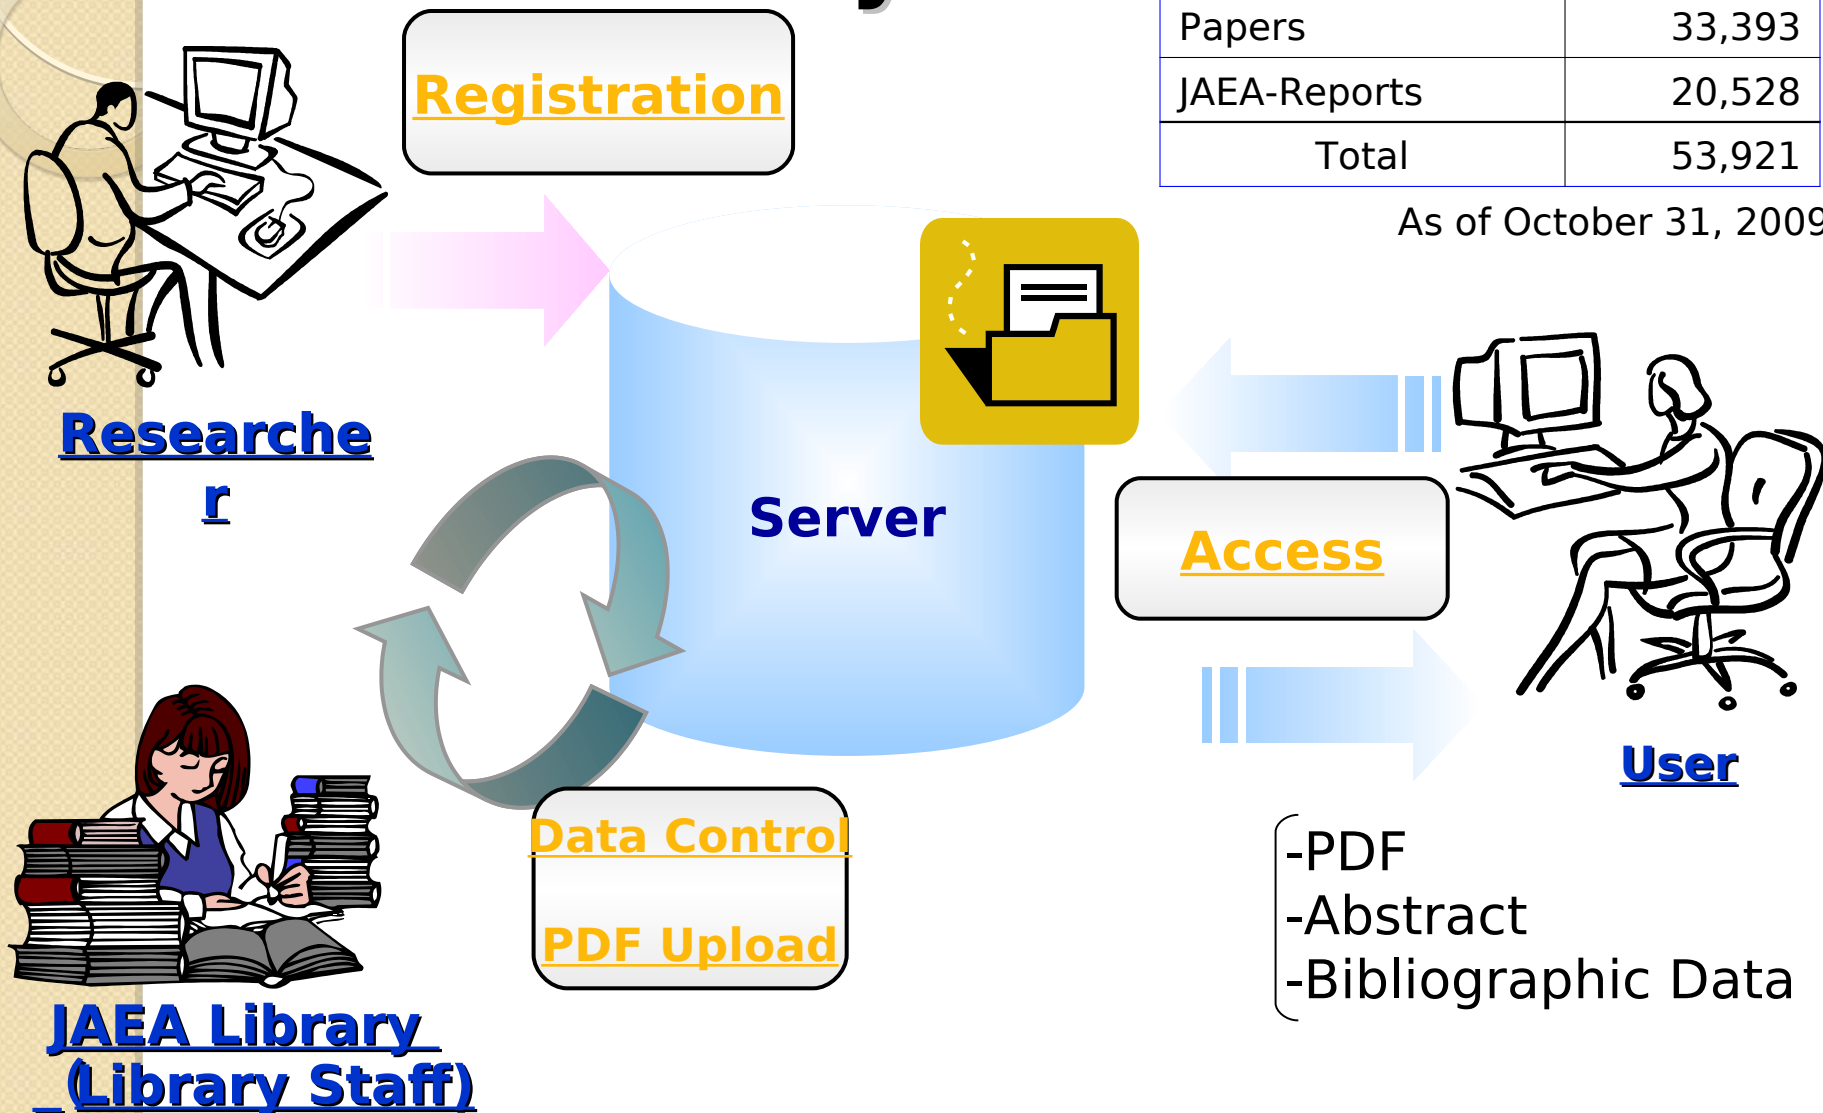 Papers 33,393
JAEA-Reports 20,528
Total 53,921
As of October 31, 2009
Registration
Researche
r
Server
Access
User
Data Control
PDF Upload
-PDF
-Abstract
-Bibliographic Data
JAEA Library
(Library Staff)